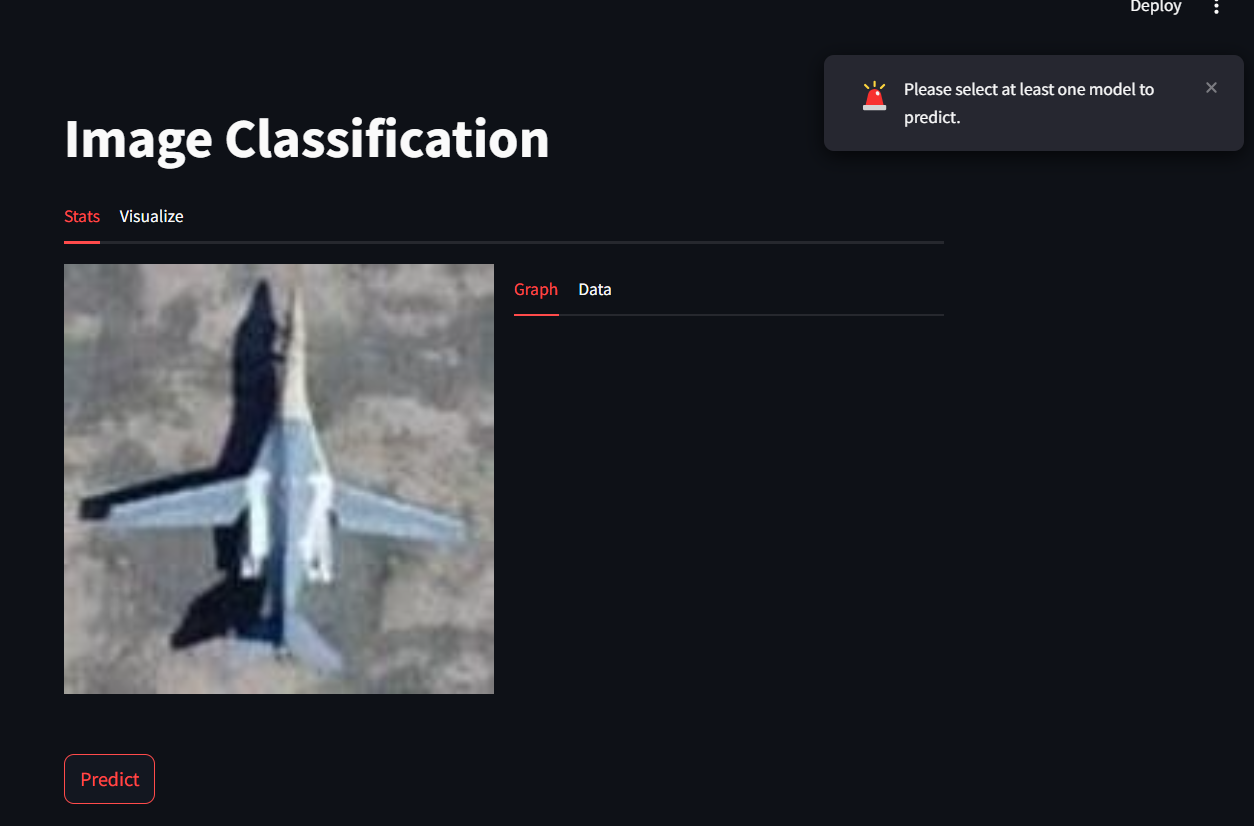 Deploy
Please select at least one model to
predict.
Image Classification
Stats Visualize
Graph Data
Predict